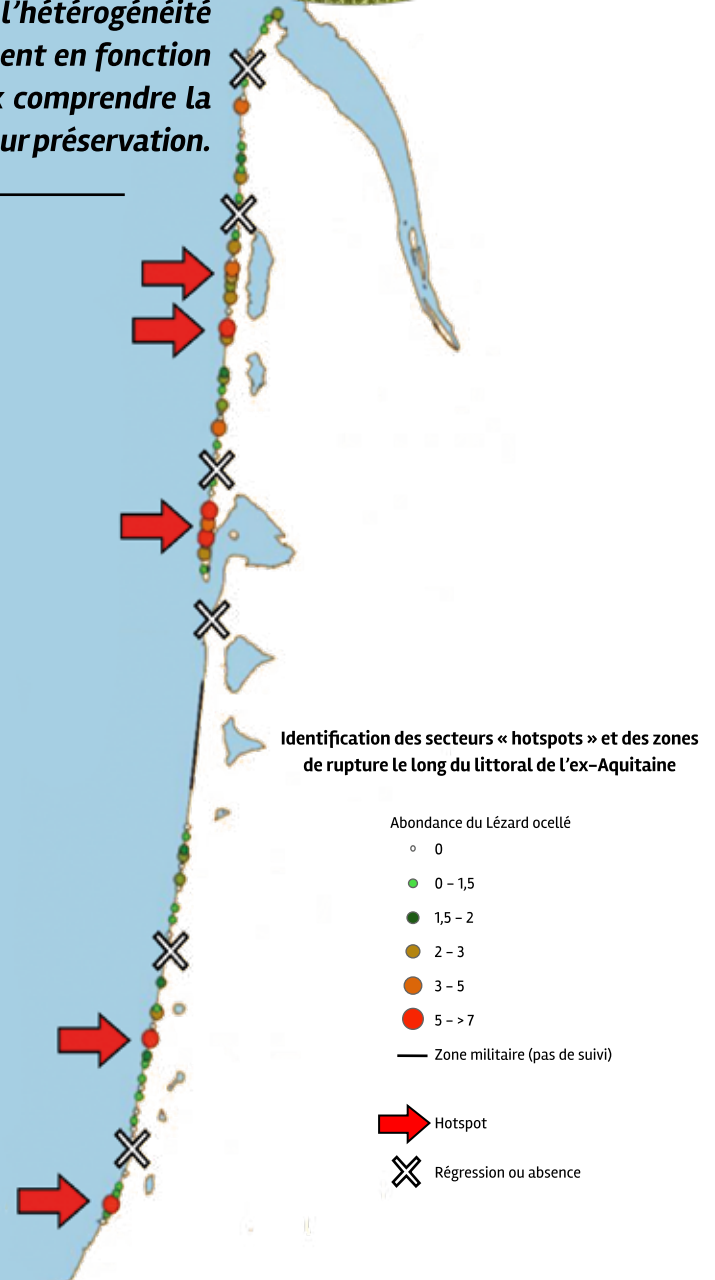 l’hétérogénéité
ent en fonction
comprendre la
ur préservation.
Identification des secteurs « hotspots » et des zones
de rupture le long du littoral de l’ex-Aquitaine
Abondance du Lézard ocellé
0
0 – 1,5
1,5 – 2
2 – 3
3 – 5
5 – > 7
Zone militaire (pas de suivi)
Hotspot
Régression ou absence